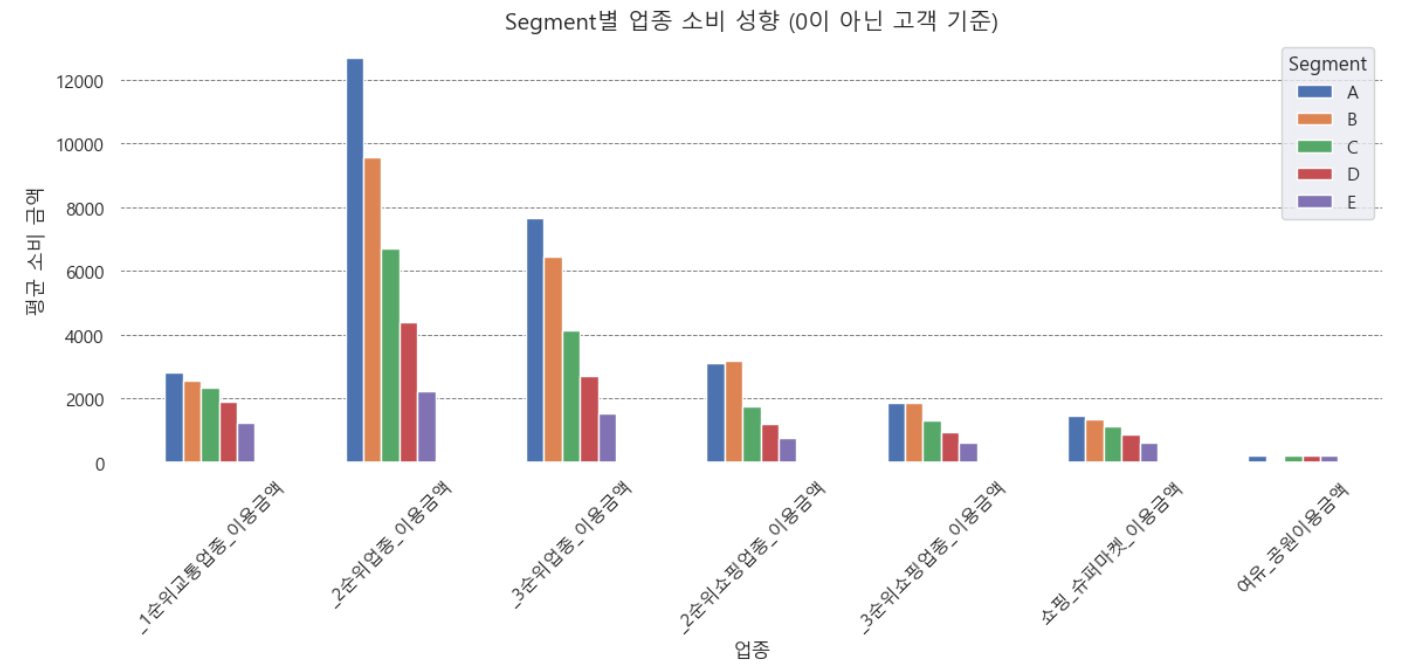 Segment별 업종 소비 성향 (0이 아닌 고객 기준)
Segment
A
B
C
D
E
평균 소비 금액
12000
10000
8000
6000
4000
2000
0
_1순위교통업종_이용금액
_2순위업종_이용금액
_3순위업종_이용금액
_2순위쇼핑업종_이용금액
_3순위쇼핑업종_이용금액
쇼핑_슈퍼마켓_이용금액
여유_공원이용금액
업종